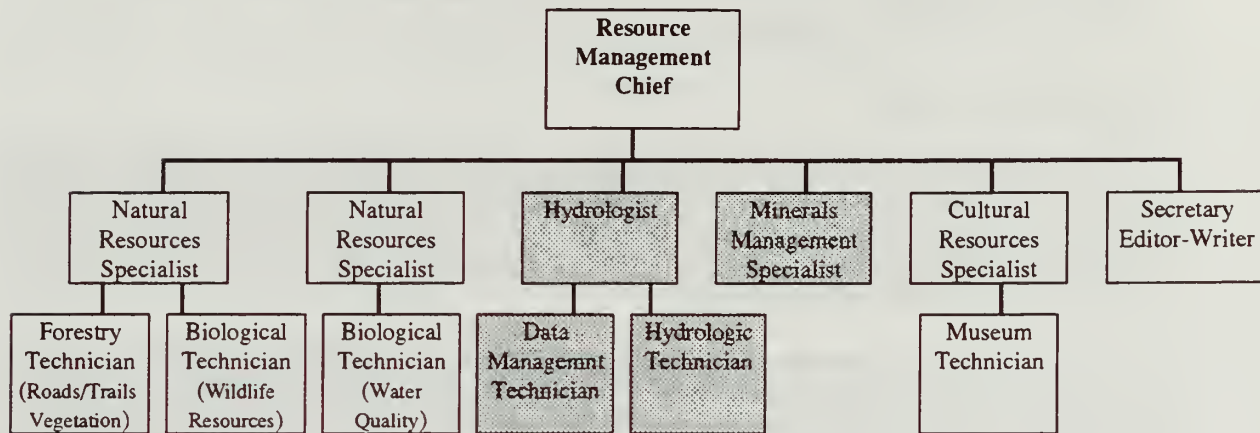 Resource
Management
Chief
Natural
Resources
Specialist
Natural
Resources
Specialist
Hydrologist
Minerals
Management
Specialist
Cultural
Resources
Specialist
Secretary
Editor-Writer
Forestry
Technician
(Roads/Trails
Vegetation)
Biological
Technician
(Wildlife
Resources)
Biological
Technician
(Water
Quality)
Data
Managemnt
Technician
Hydrologic
Technician
Museum
Technician